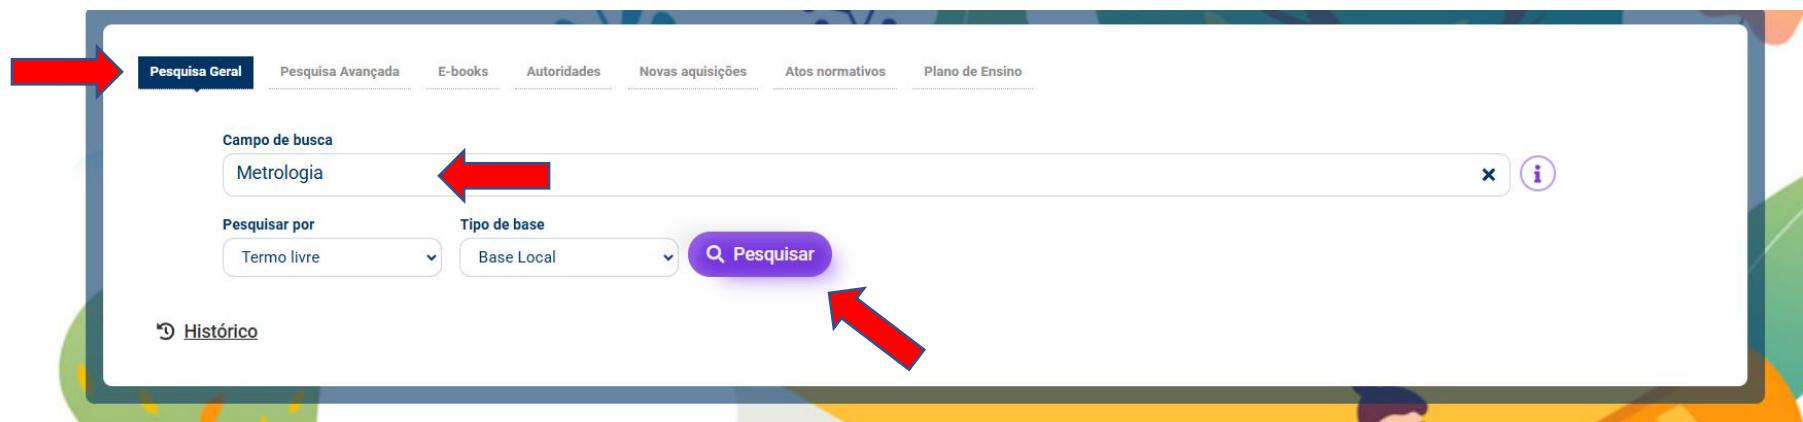 Pesquisa Geral Pesquisa Avançada E-books Autoridades Novas aquisições Atos normativos Plano de Ensino
Campo de busca
Metrologia
Pesquisar por Tipo de base
Termo livre Base Local Pesquisar
Histórico